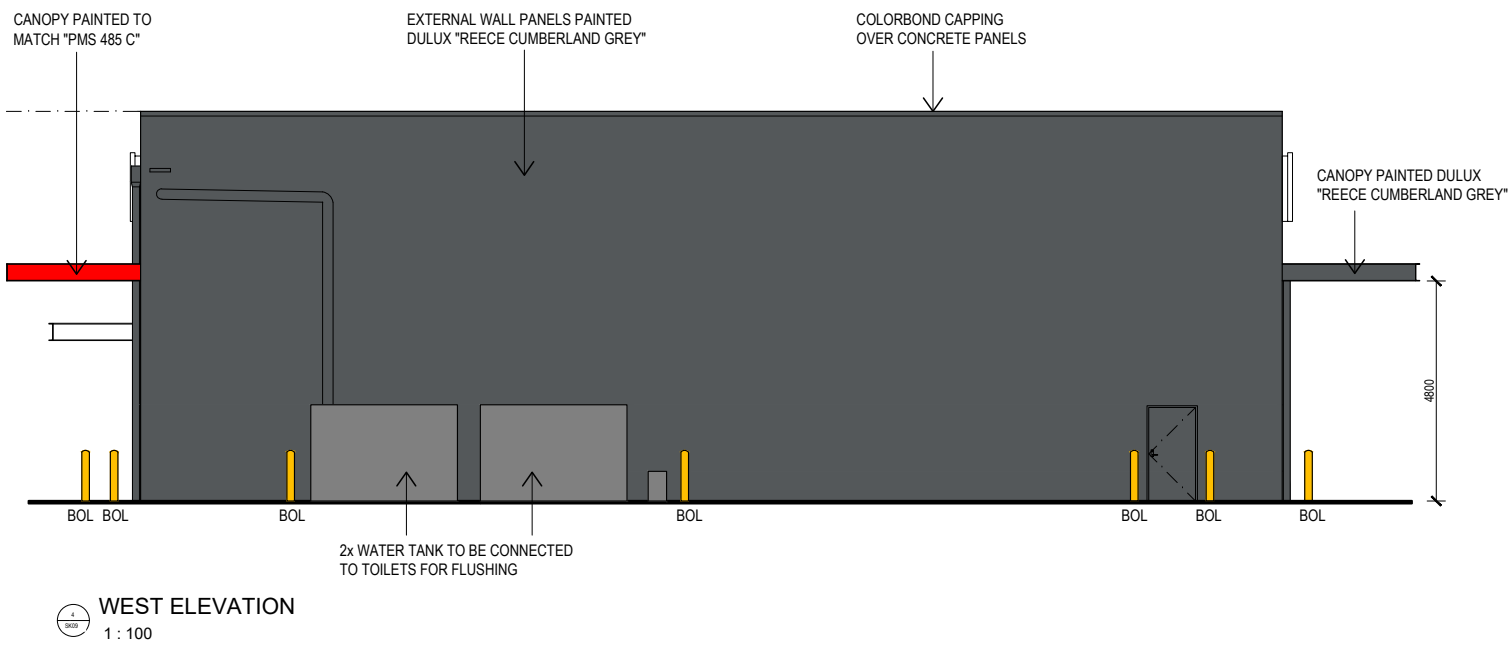 CANOPY PAINTED TO
MATCH "PMS 485 C"
EXTERNAL WALL PANELS PAINTED
DULUX "REECE CUMBERLAND GREY"
COLORBOND CAPPING
OVER CONCRETE PANELS
CANOPY PAINTED DULUX
"REECE CUMBERLAND GREY"
4800
BOL BOL BOL BOL BOL BOL BOL
2x WATER TANK TO BE CONNECTED
TO TOILETS FOR FLUSHING
4
SK09
WEST ELEVATION
1 : 100